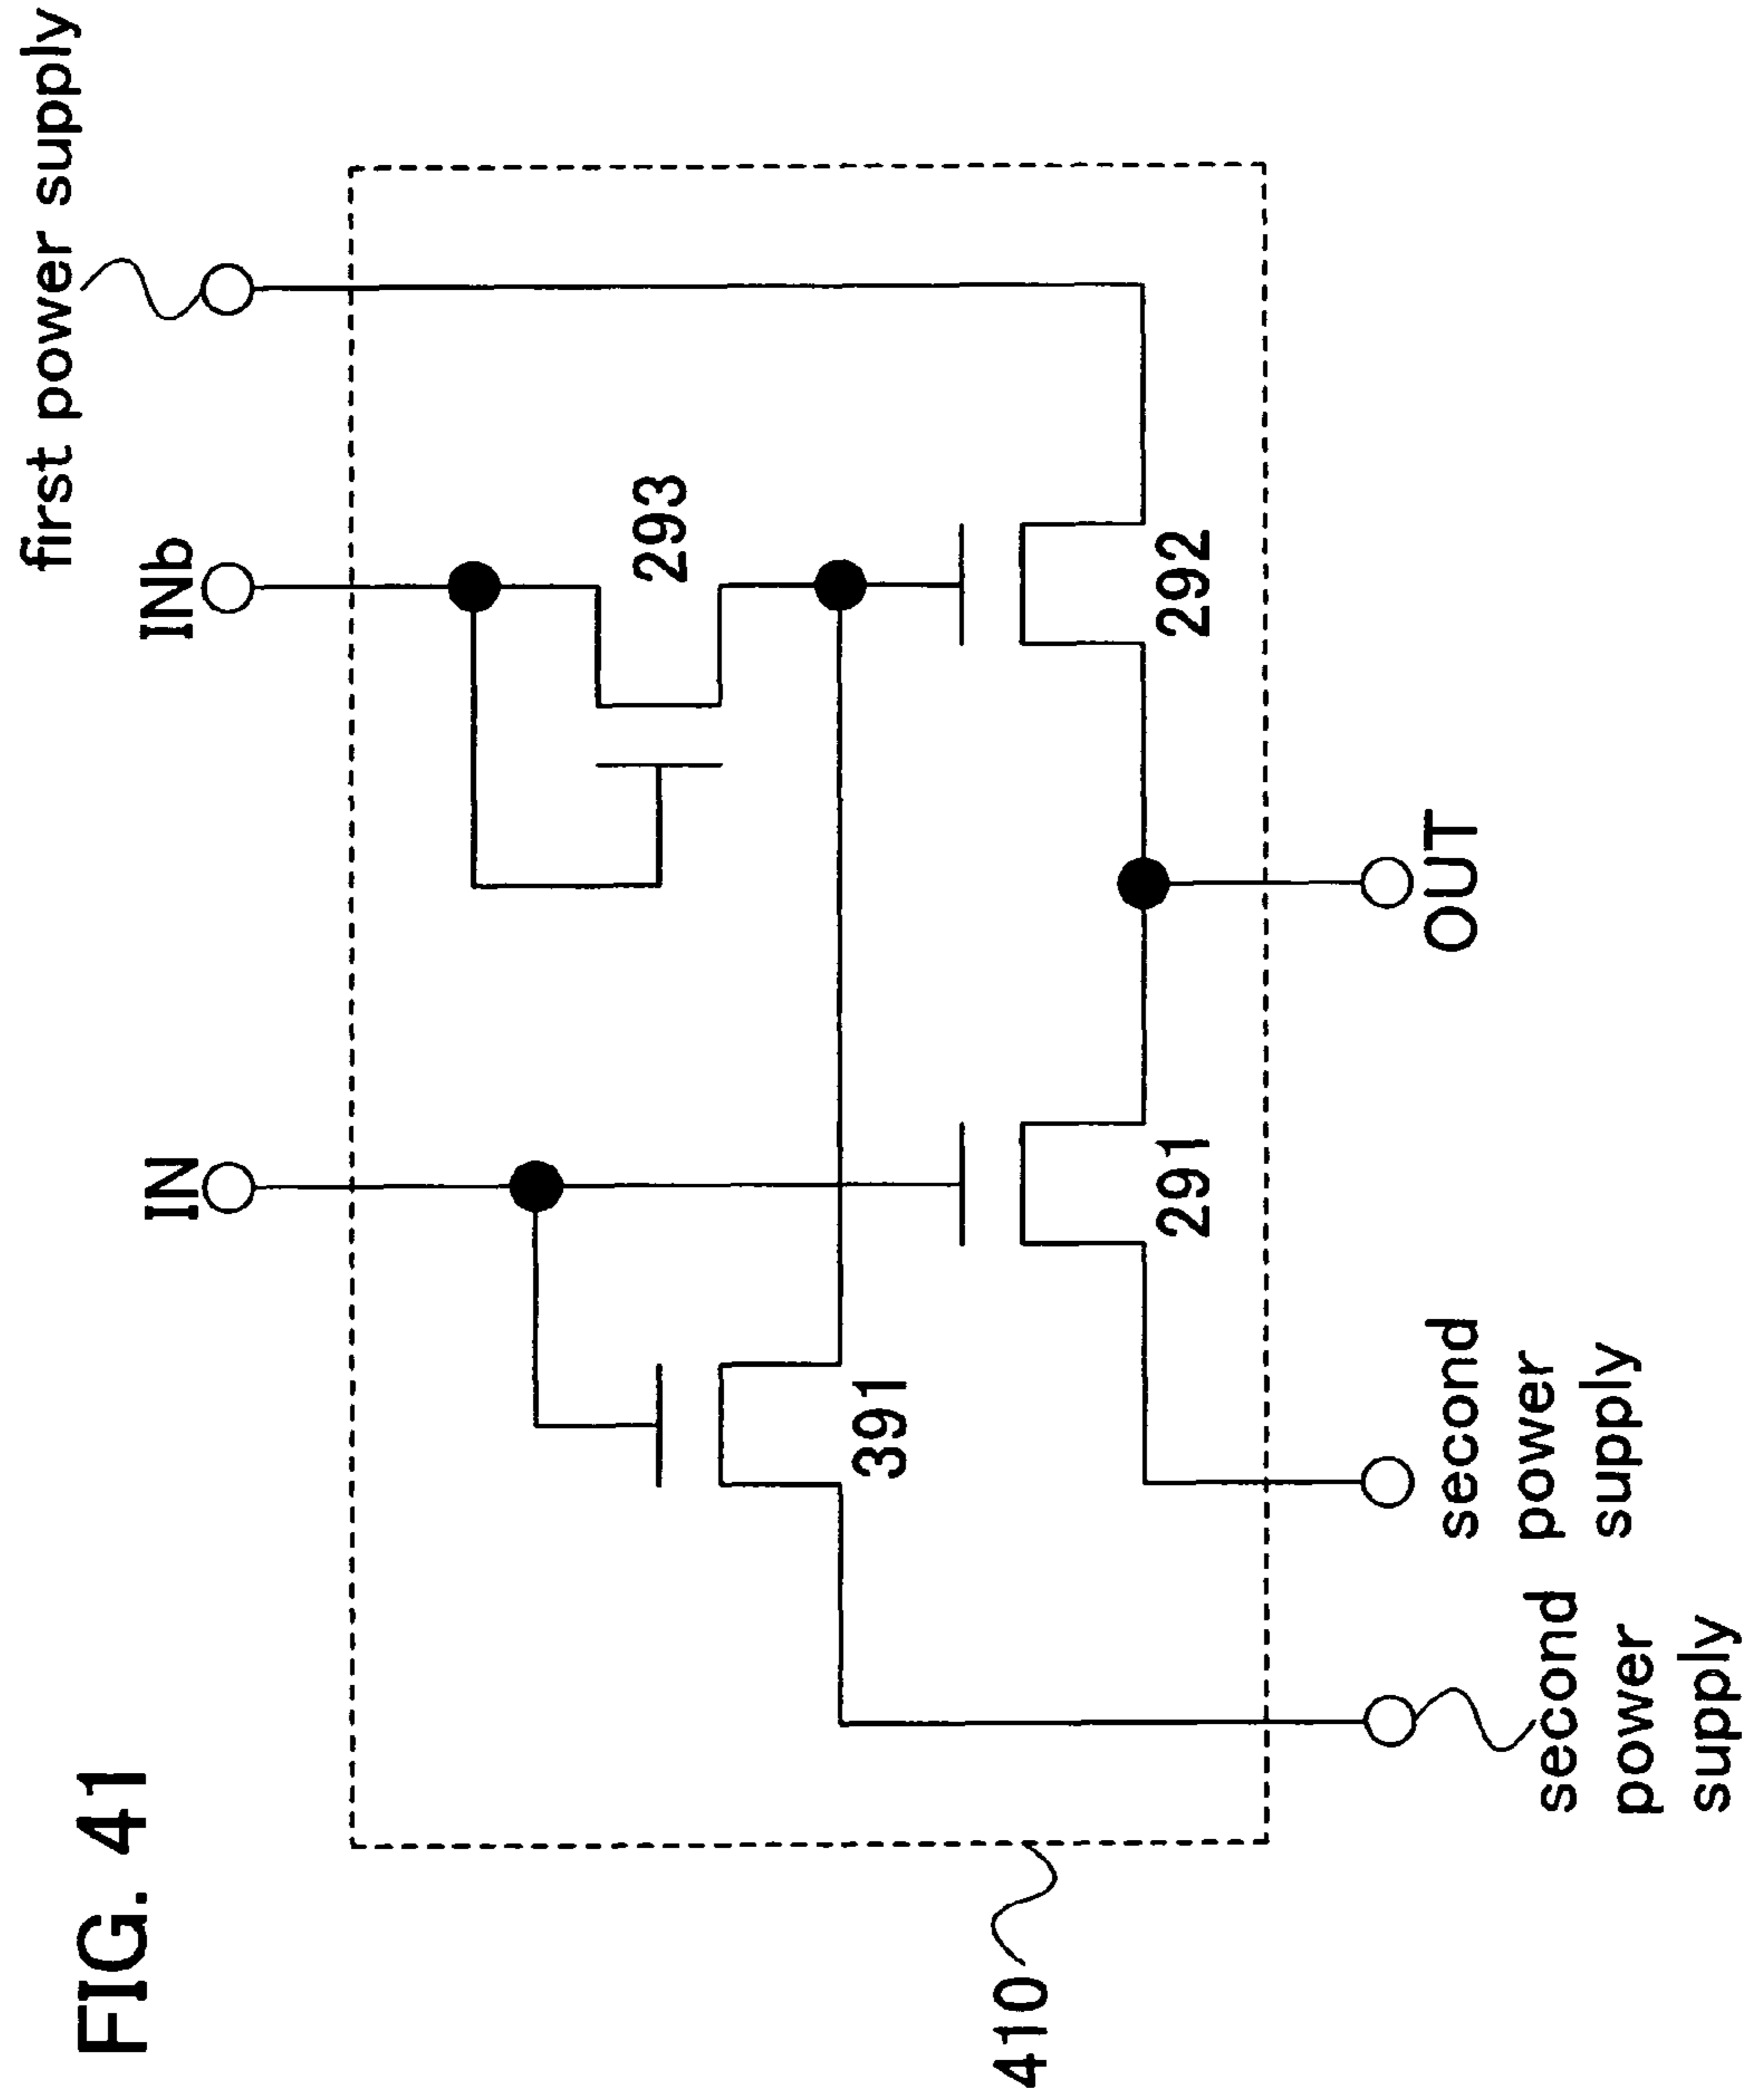 FIG. 41
first power supply
IN
INb
293
391
291
292
410
OUT
second
power
supply
second
power
supply